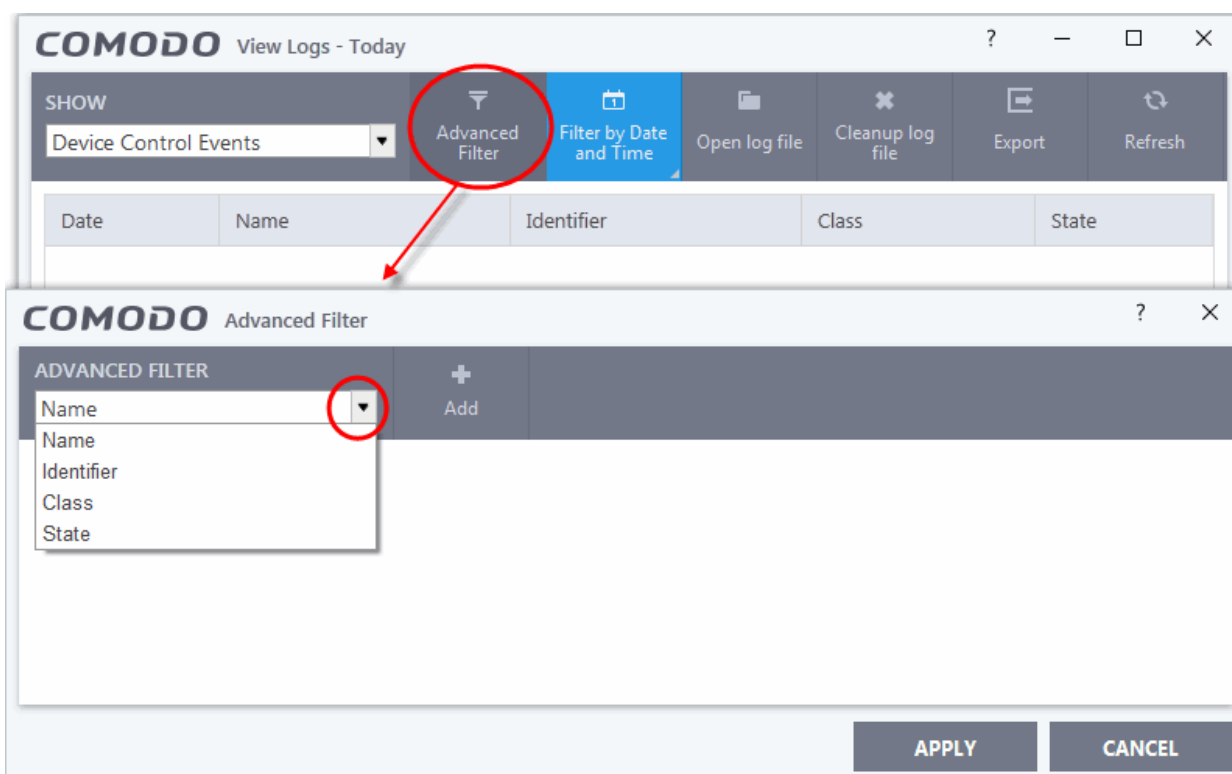 COMODO View Logs - Today ?
SHOW
Device Control Events
Advanced
Filter
Filter by Date
and Time
Open log file
Cleanup log
file
Export
Refresh
Date Name Identifier Class State
COMODO Advanced Filter ?
ADVANCED FILTER
Name
Add
Name
Identifier
Class
State
APPLY CANCEL